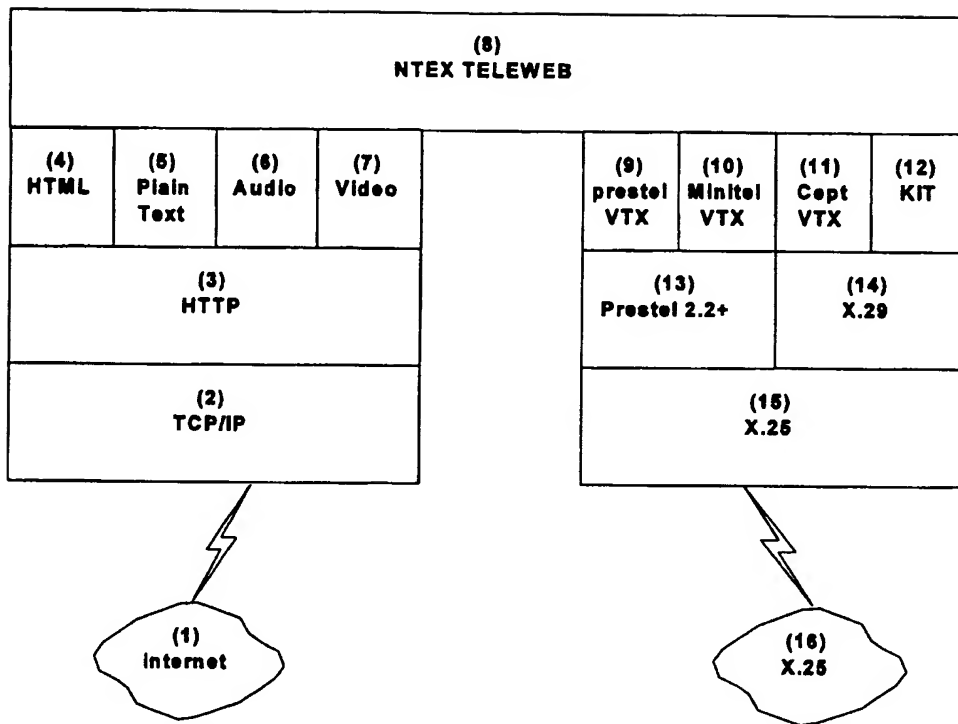 (8)
NTEX TELEWEB
(4)
HTML
(5)
Plain
Text
(6)
Audio
(7)
Video
(9)
prestel
VTX
(10)
Minitel
VTX
(11)
Cept
VTX
(12)
KIT
(3)
HTTP
(13)
Prestel 2.2+
(14)
X.29
(2)
TCP/IP
(15)
X.25
(1)
Internet
(16)
X.25